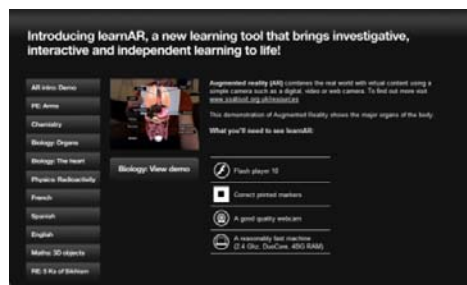 Introducing learnAR, a new learning tool that brings investigative,
interactive and independent learning to life!
AR intro: Demo
PE: Arms
Chemistry
Biology: Organs
Biology: The heart
Physics: Radioactivity
French
Spanish
English
Maths: 3D objects
RE: 5 Ks of Sikhism
Biology: View demo
Augmented reality (AR) combines the real world with virtual content using a
simple camera such as a digital, video or web camera. To find out more visit
This demonstration of Augmented Reality shows the major organs of the body.
What you'll need to see learnAR:
Flash player 10
Correct printed markers
A good quality webcam
A reasonably fast machine